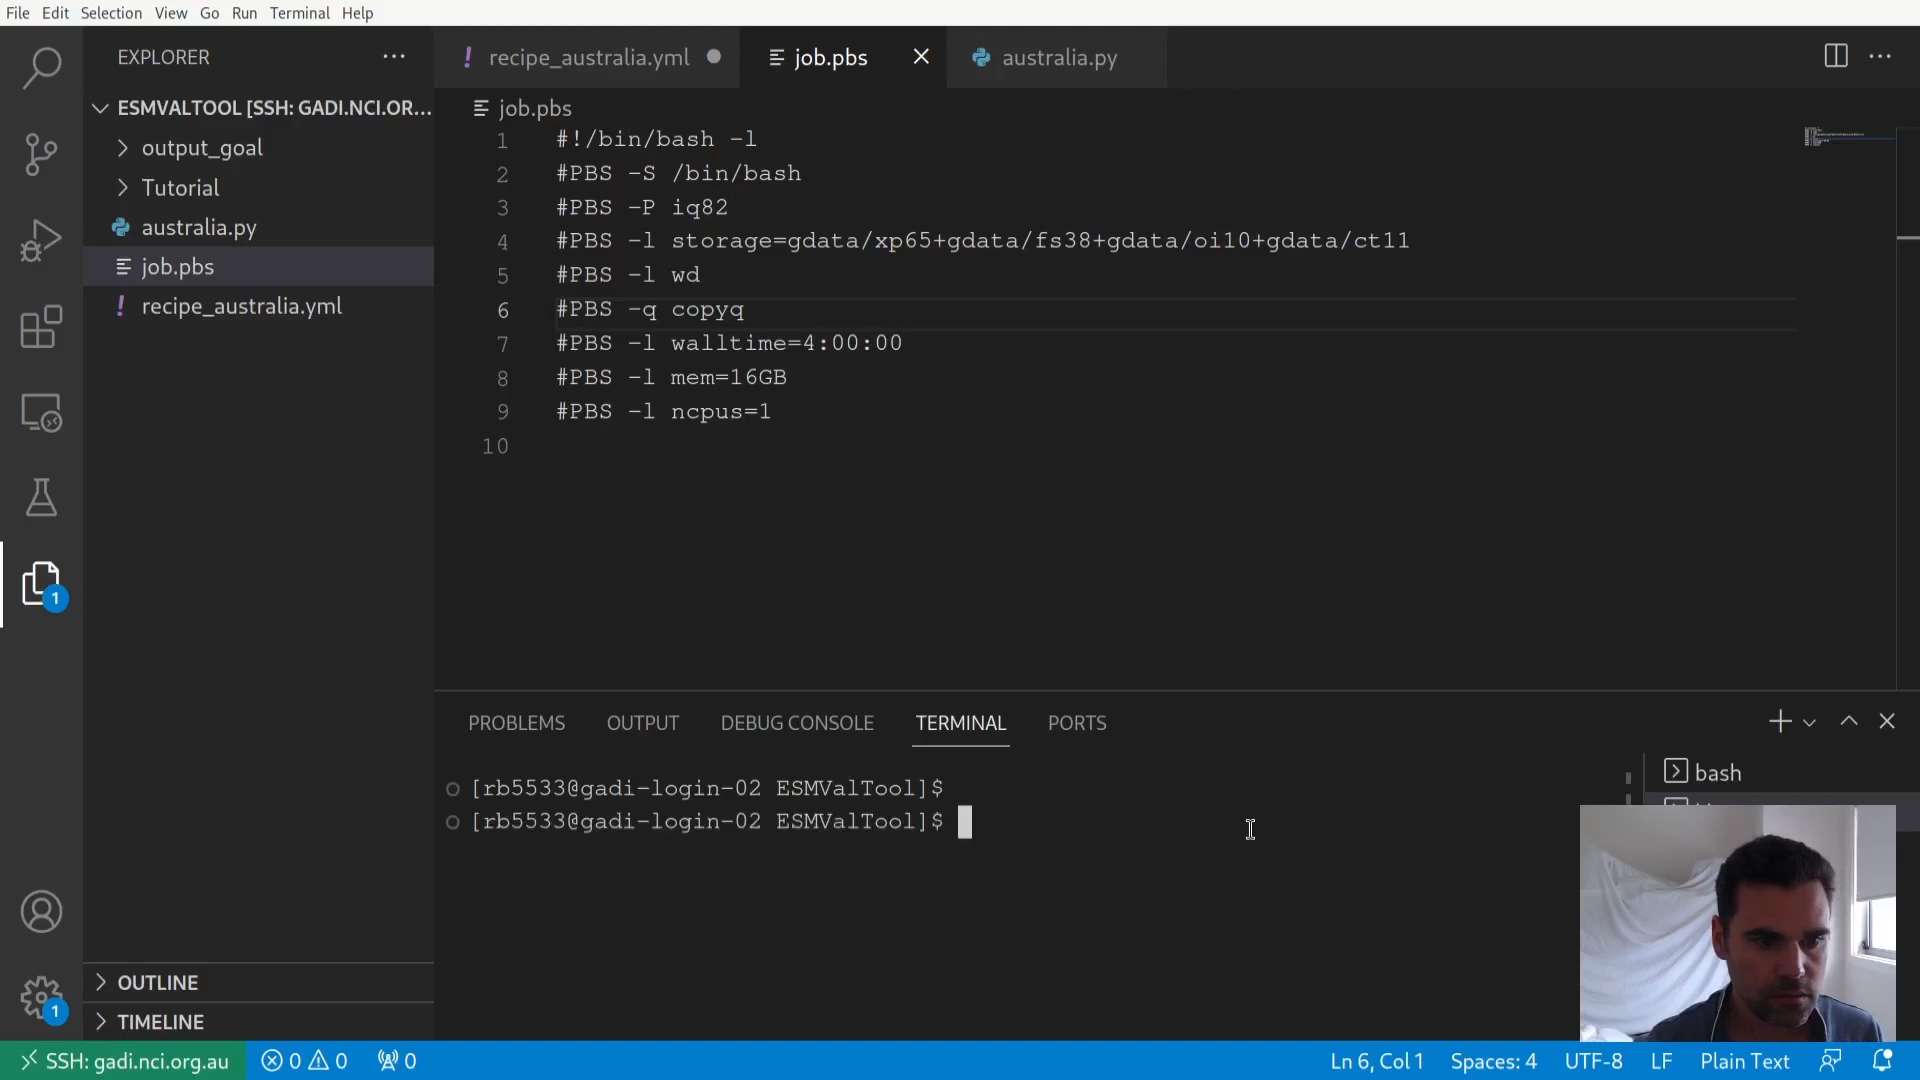 File Edit Selection View Go Run Terminal Help
EXPLORER
recipe_australia.yml
job.pbs
australia.py
ESMVALTOOL [SSH: GADI.NCI.OR...
output_goal
Tutorial
australia.py
job.pbs
recipe_australia.yml
job.pbs
1 #!/bin/bash -l
2 #PBS -S /bin/bash
3 #PBS -P iq82
4 #PBS -l storage=gdata/xp65+gdata/fs38+gdata/oi10+gdata/ct11
5 #PBS -l wd
6 #PBS -q copyq
7 #PBS -l walltime=4:00:00
8 #PBS -l mem=16GB
9 #PBS -l ncpus=1
10
PROBLEMS OUTPUT DEBUG CONSOLE TERMINAL PORTS
[rb5533@gadi-login-02 ESMValTool]$
[rb5533@gadi-login-02 ESMValTool]$
bash
1
OUTLINE
1
TIMELINE
SSH: gadi.nci.org.au 0 0 0 Ln 6, Col 1 Spaces: 4 UTF-8 LF Plain Text